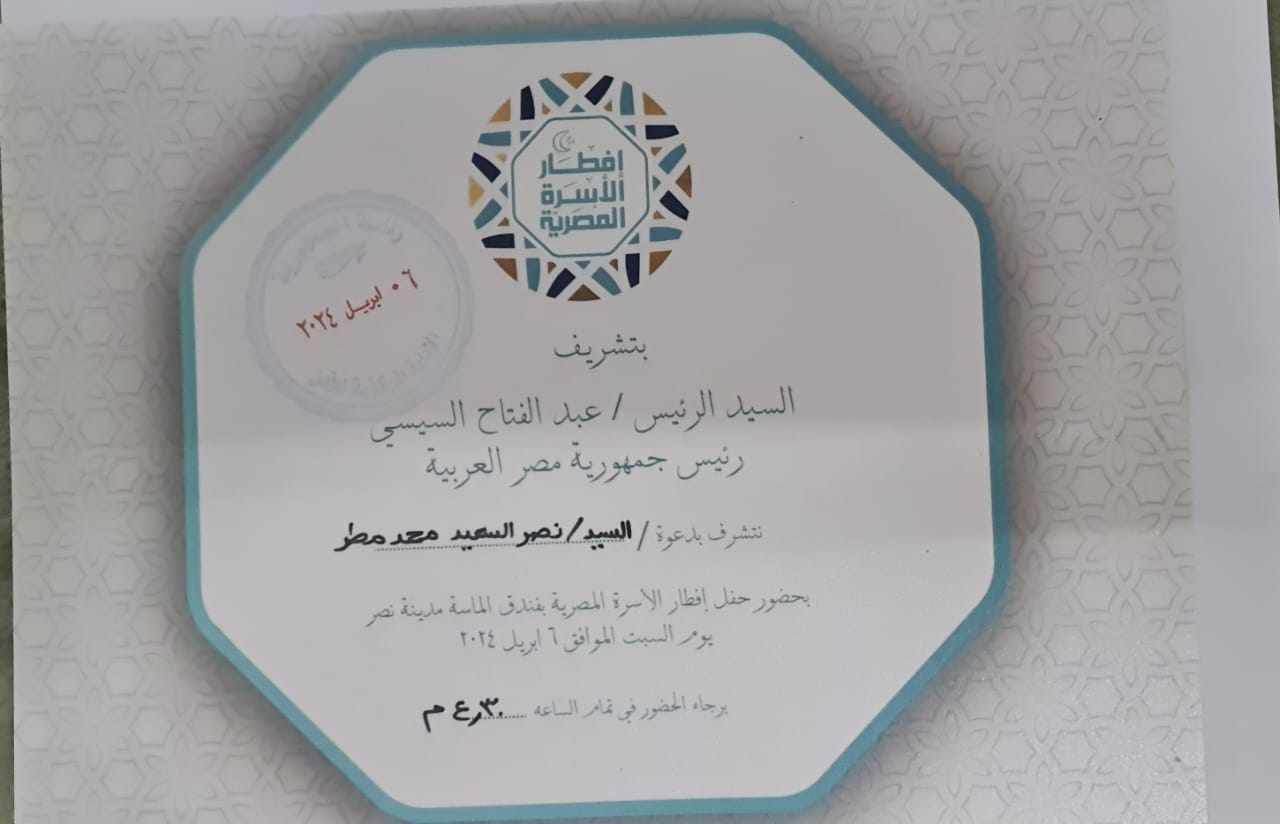 افطار
الأسرة
المصرية
٠٦ ابريل ٢٠٢٤
بتشريف
السيد الرئيس / عبد الفتاح السيسي
رئيس جمهورية مصر العربية
نتشرف بدعوة / السيد/ نصر السعيد محمد مطر
بحضور حفل إفطار الأسرة المصرية بفندق الماسة مدينة نصر
يوم السبت الموافق ٦ ابريل ٢٠٢٤
برجاء الحضور في تمام الساعه ........ ٤٫٣٠ م